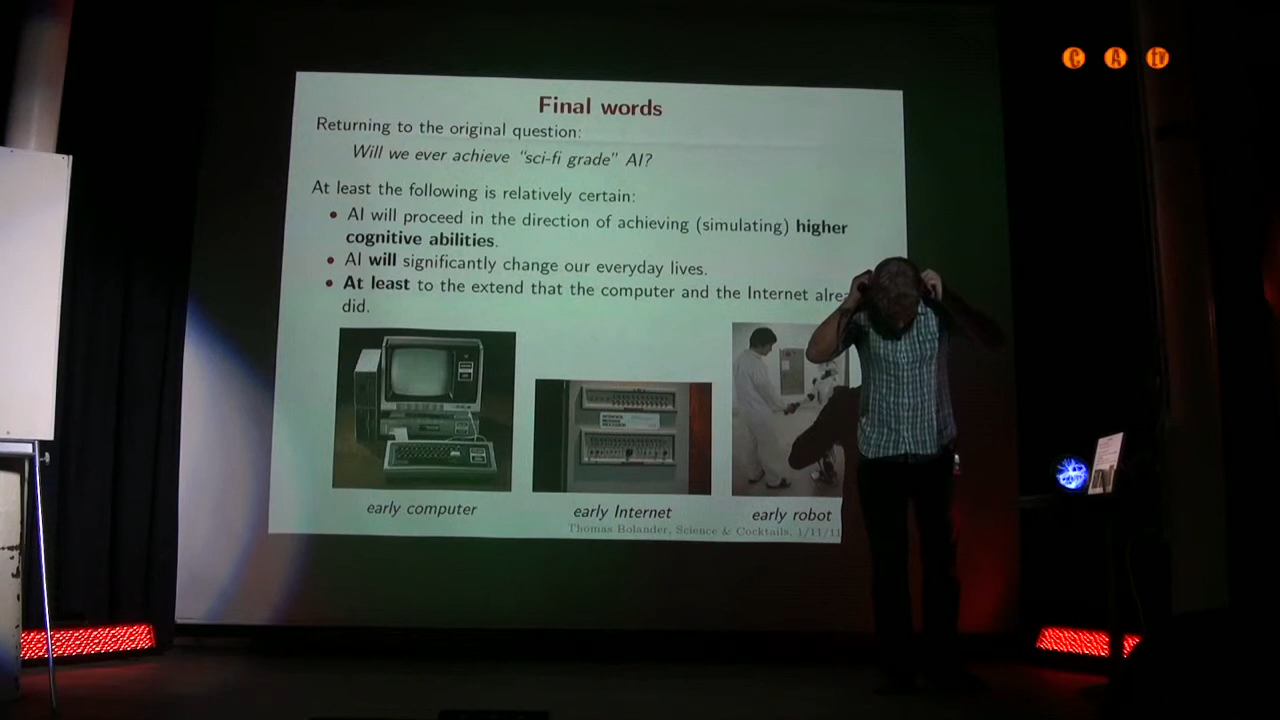 C A tv
Final words
Returning to the original question:
Will we ever achieve "sci-fi grade" AI?
At least the following is relatively certain:
• AI will proceed in the direction of achieving (simulating) higher
cognitive abilities.
• AI will significantly change our everyday lives.
• At least to the extend that the computer and the Internet alre
did.
early computer
early Internet
early robot
Thomas Bolander, Science & Cocktails, 1/11/11